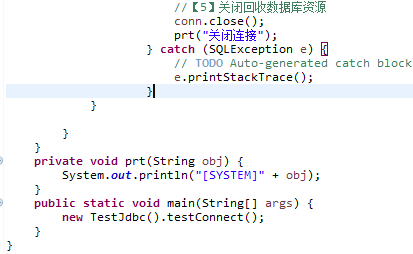 //【5】关闭回收数据库资源
conn.close();
prt("关闭连接");
} catch (SQLException e) {
// TODO Auto-generated catch block
e.printStackTrace();
}
}
}
}
private void prt(String obj) {
System.out.println("[SYSTEM]" + obj);
}
public static void main(String[] args) {
new TestJdbc().testConnect();
}
}